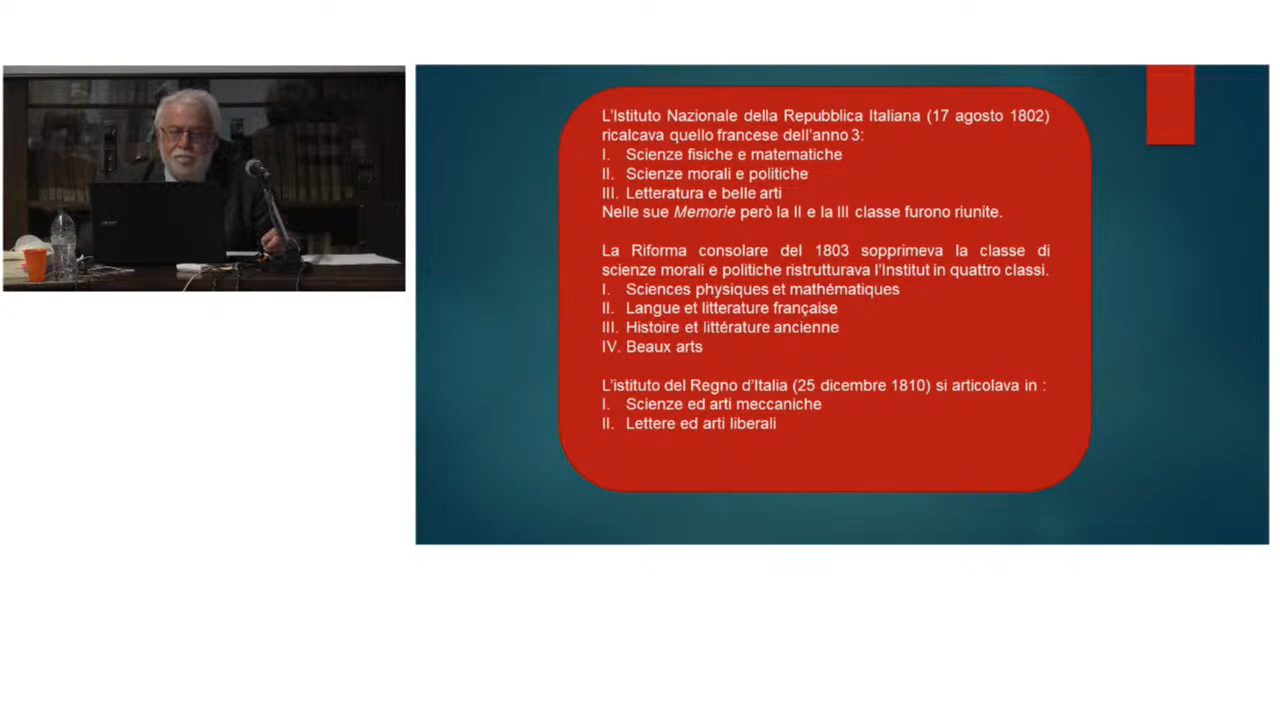 L'Istituto Nazionale della Repubblica Italiana (17 agosto 1802)
ricalcava quello francese dell'anno 3:
I. Scienze fisiche e matematiche
II. Scienze morali e politiche
III. Letteratura e belle arti
Nelle sue Memorie però la II e la III classe furono riunite.
La Riforma consolare del 1803 sopprimeva la classe di
scienze morali e politiche ristrutturava l'Institut in quattro classi.
I. Sciences physiques et mathématiques
II. Langue et litterature française
III. Histoire et littérature ancienne
IV. Beaux arts
L'istituto del Regno d'Italia (25 dicembre 1810) si articolava in :
I. Scienze ed arti meccaniche
II. Lettere ed arti liberali